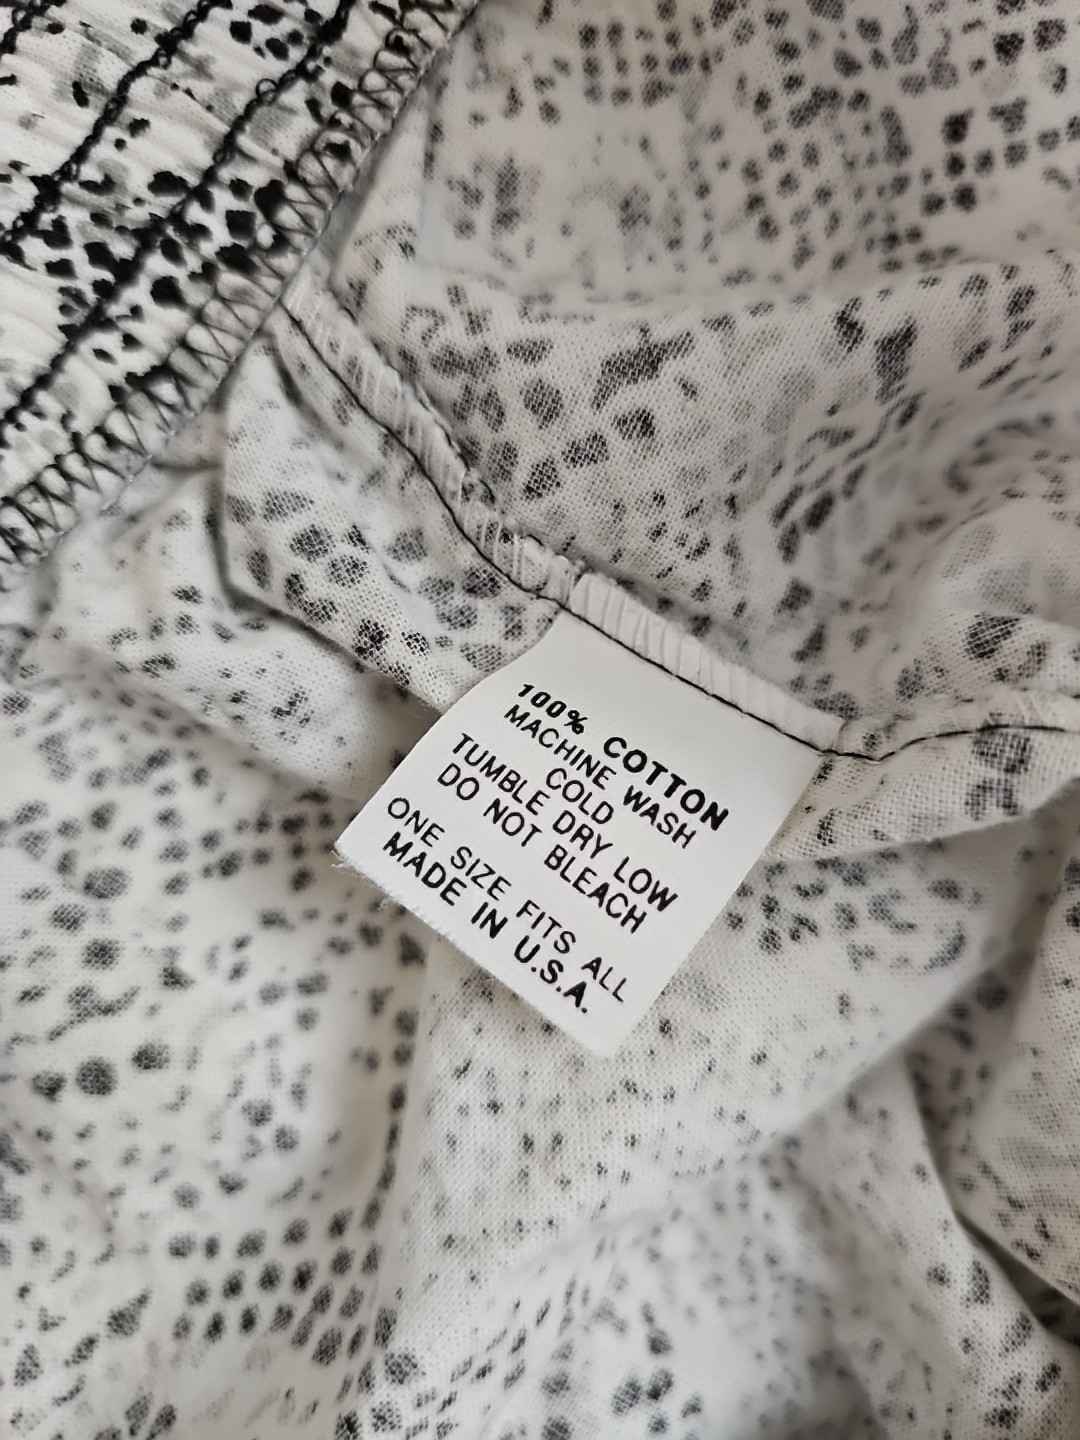 100% COTTON
MACHINE WASH
COLD
TUMBLE DRY LOW
DO NOT BLEACH
ONE SIZE FITS ALL
MADE IN U.S.A.